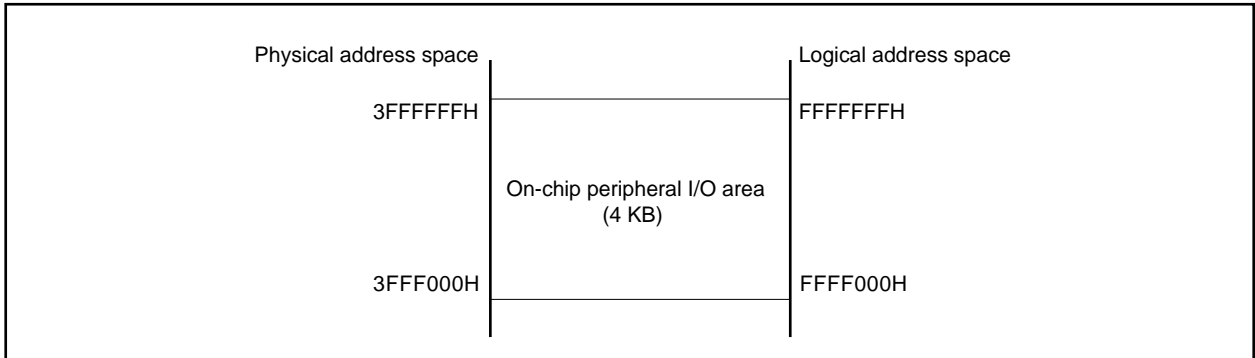 Physical address space
Logical address space
3FFFFFFH
FFFFFFFH
On-chip peripheral I/O area
(4 KB)
3FFF000H
FFFF000H